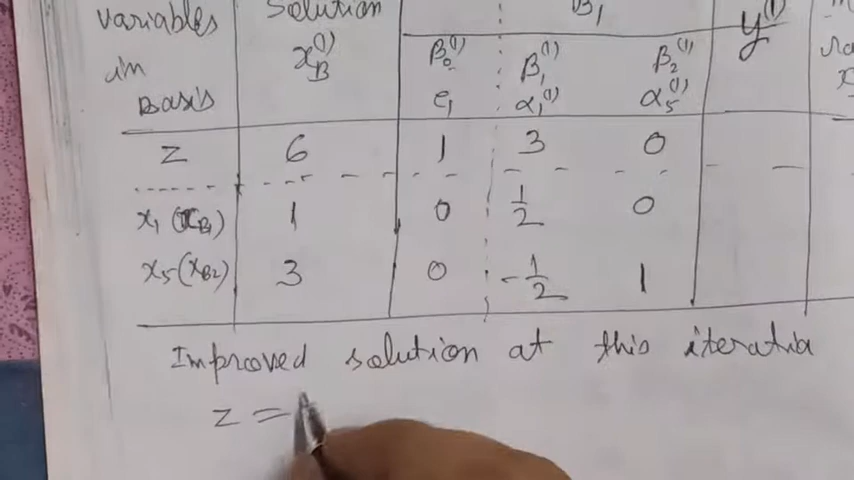 variables solution B₁ y⁽¹⁾
in x_B⁽¹⁾ β₀⁽¹⁾ β₁⁽¹⁾ β₂⁽¹⁾
Basis e₁ α₁⁽¹⁾ α₅⁽¹⁾
z 6 1 3 0
x₁ (x_B₁) 1 0 1/2 0
x₅ (x_B₂) 3 0 -1/2 1
Improved solution at this iteratio
z =